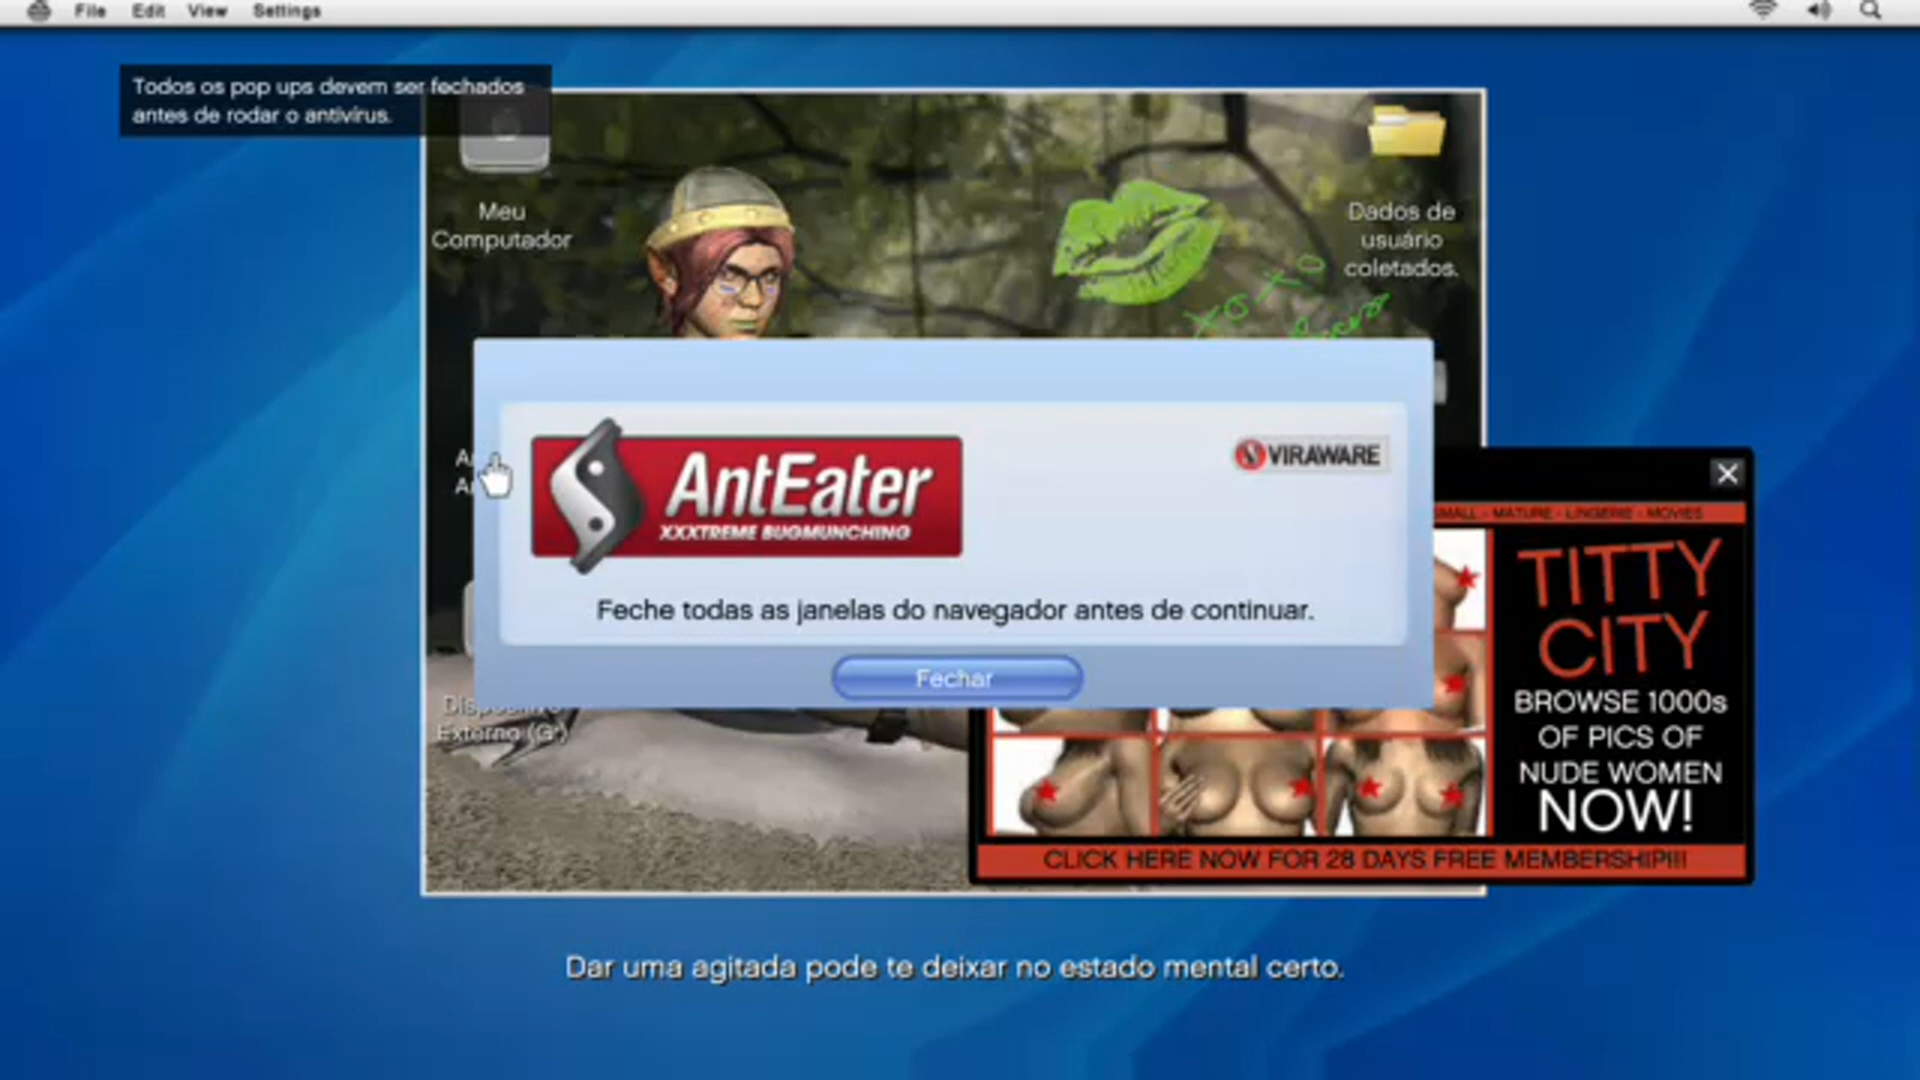 File Edit View Settings
Todos os pop ups devem ser fechados
antes de rodar o antivírus.
Meu
Computador
Dados de
usuário
coletados.
XOXO
AntEater
XXXTREME BUGMUNCHING
VIRAWARE
Feche todas as janelas do navegador antes de continuar.
Fechar
Externo (G:)
SMALL - MATURE - LINGERIE - MOVIES
TITTY
CITY
BROWSE 1000s
OF PICS OF
NUDE WOMEN
NOW!
CLICK HERE NOW FOR 28 DAYS FREE MEMBERSHIP!!!
Dar uma agitada pode te deixar no estado mental certo.